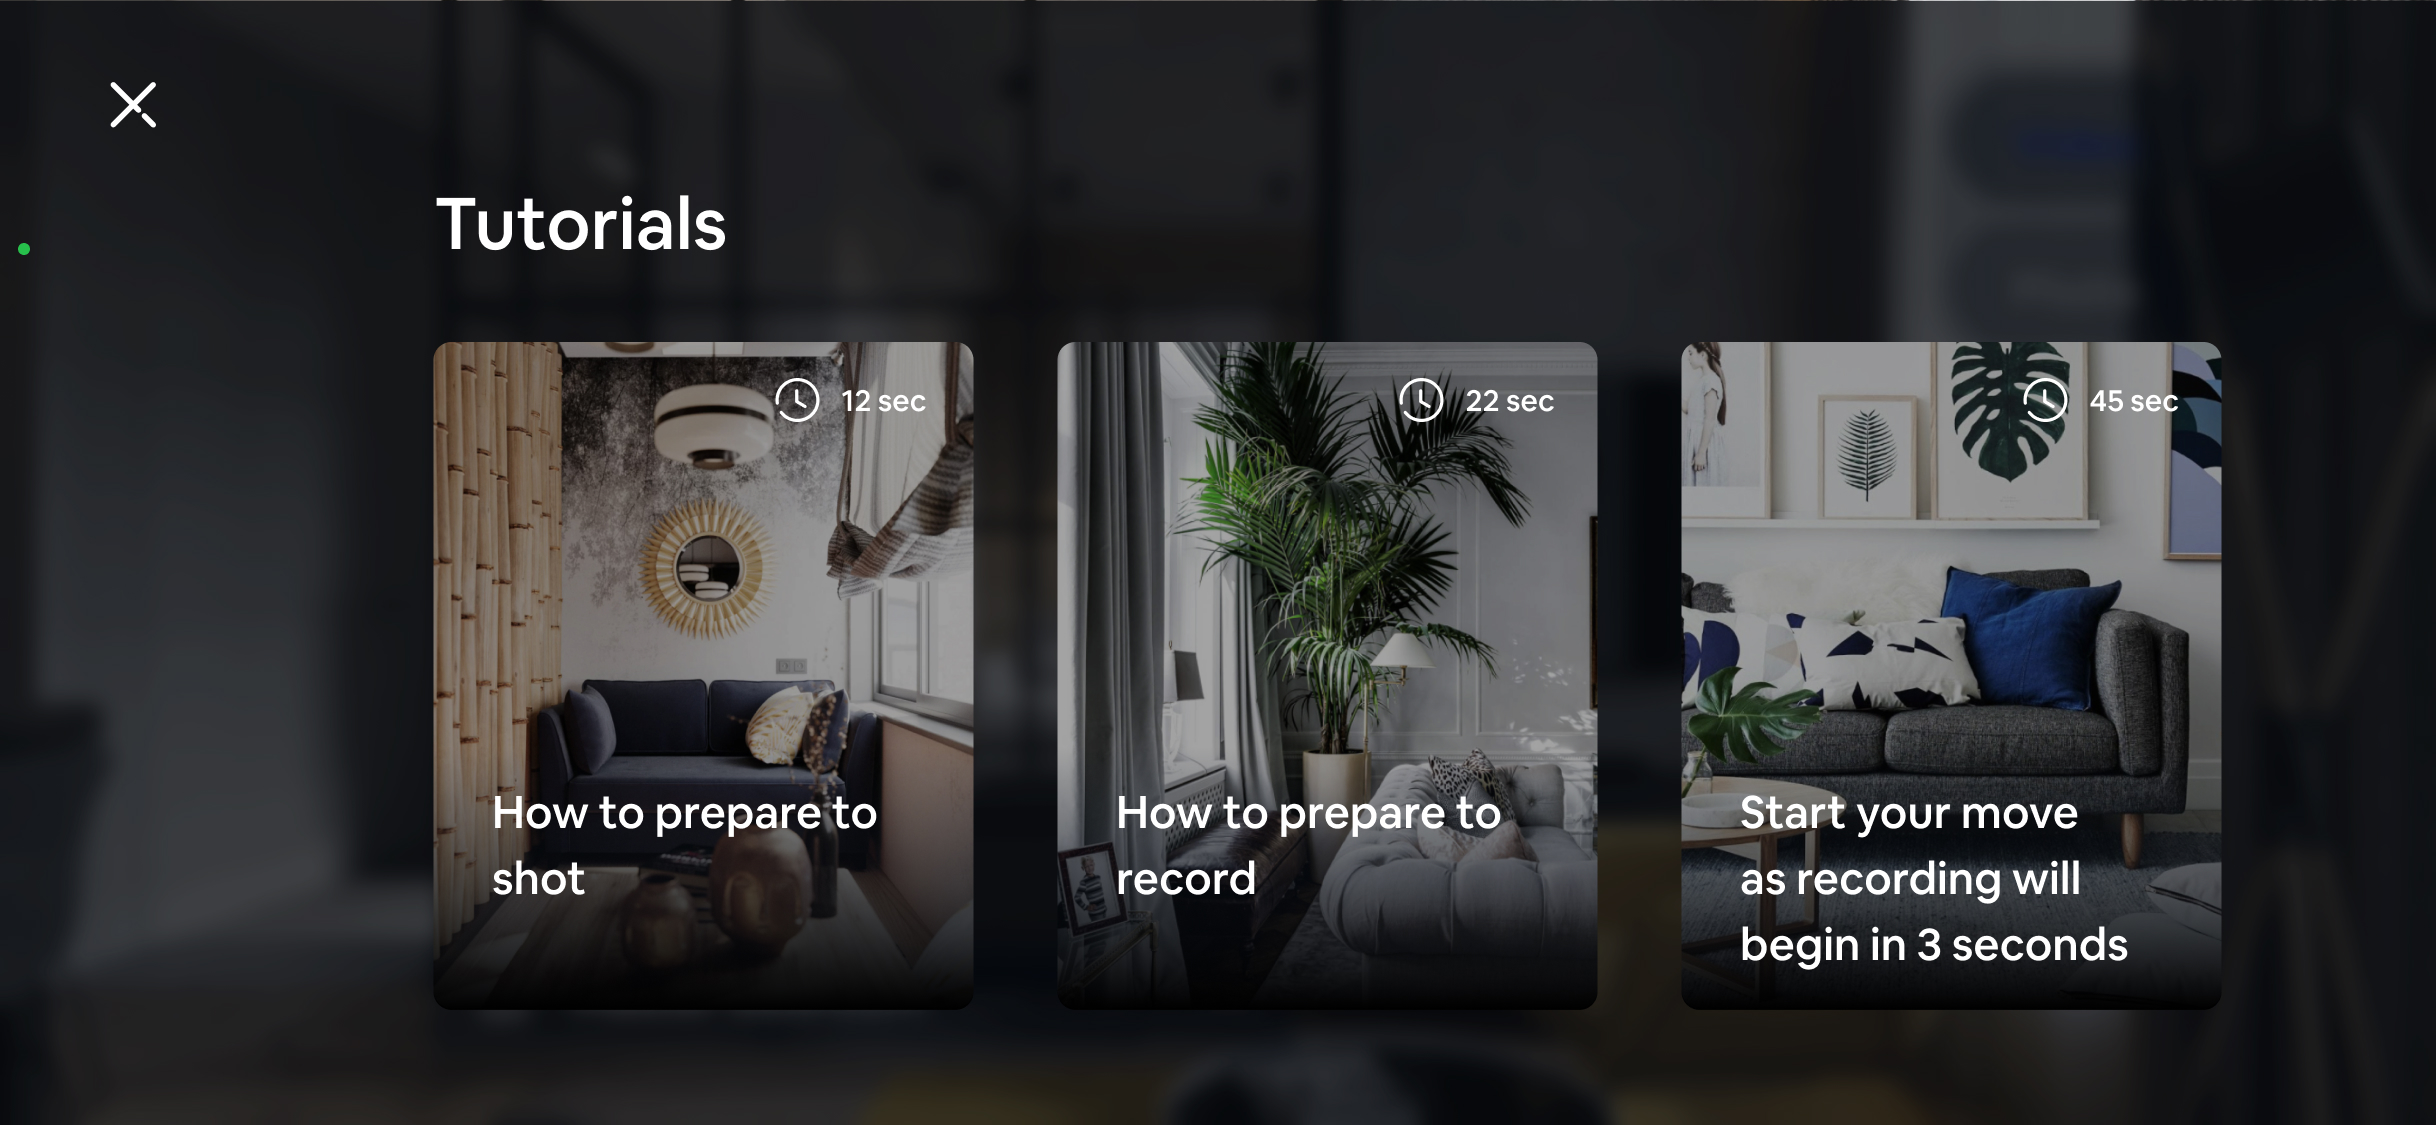 Tutorials
12 sec
How to prepare to
shot
22 sec
How to prepare to
record
45 sec
Start your move
as recording will
begin in 3 seconds